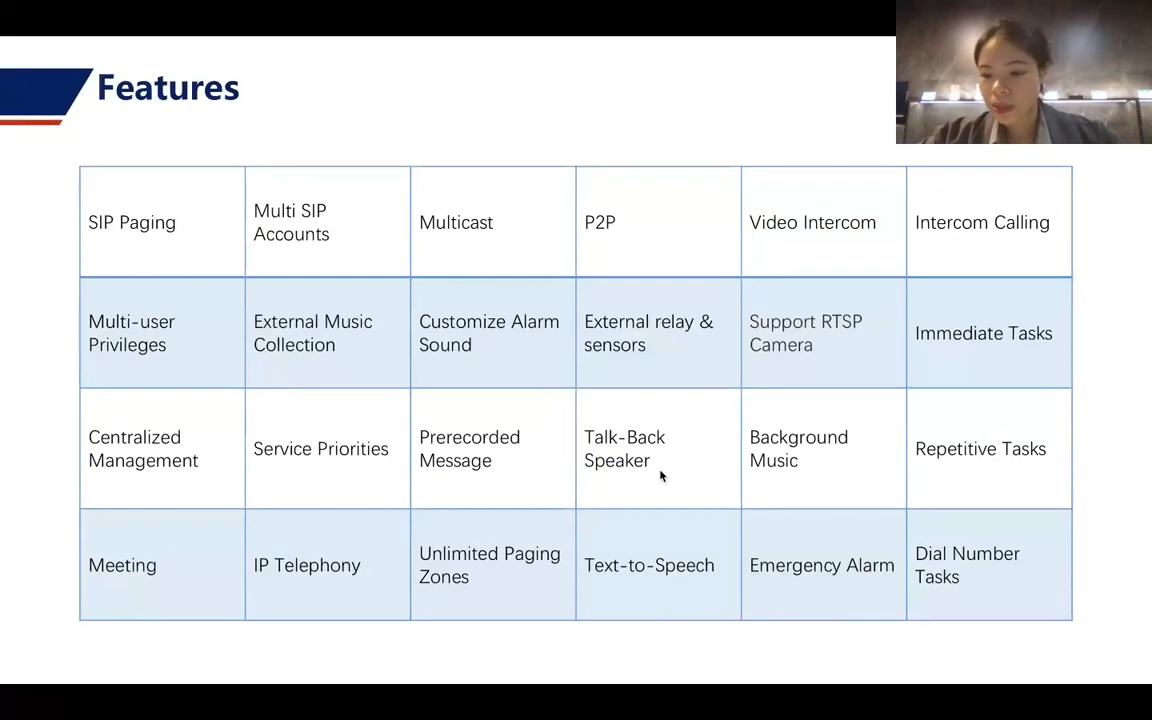 Features
SIP Paging
Multi SIP
Accounts
Multicast
P2P
Video Intercom
Intercom Calling
Multi-user
Privileges
External Music
Collection
Customize Alarm
Sound
External relay &
sensors
Support RTSP
Camera
Immediate Tasks
Centralized
Management
Service Priorities
Prerecorded
Message
Talk-Back
Speaker
Background
Music
Repetitive Tasks
Meeting
IP Telephony
Unlimited Paging
Zones
Text-to-Speech
Emergency Alarm
Dial Number
Tasks